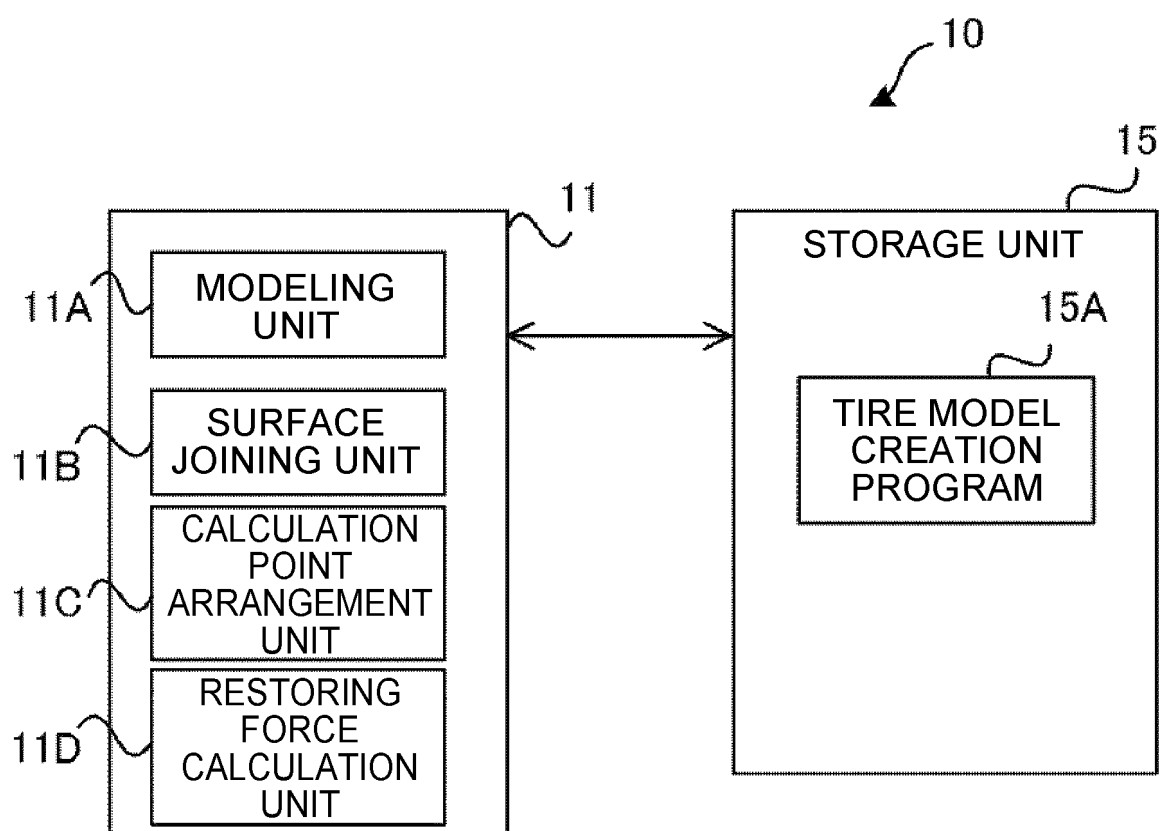 10
15
11
STORAGE UNIT
11A
MODELING
UNIT
15A
TIRE MODEL
CREATION
PROGRAM
11B
SURFACE
JOINING UNIT
11C
CALCULATION
POINT
ARRANGEMENT
UNIT
11D
RESTORING
FORCE
CALCULATION
UNIT